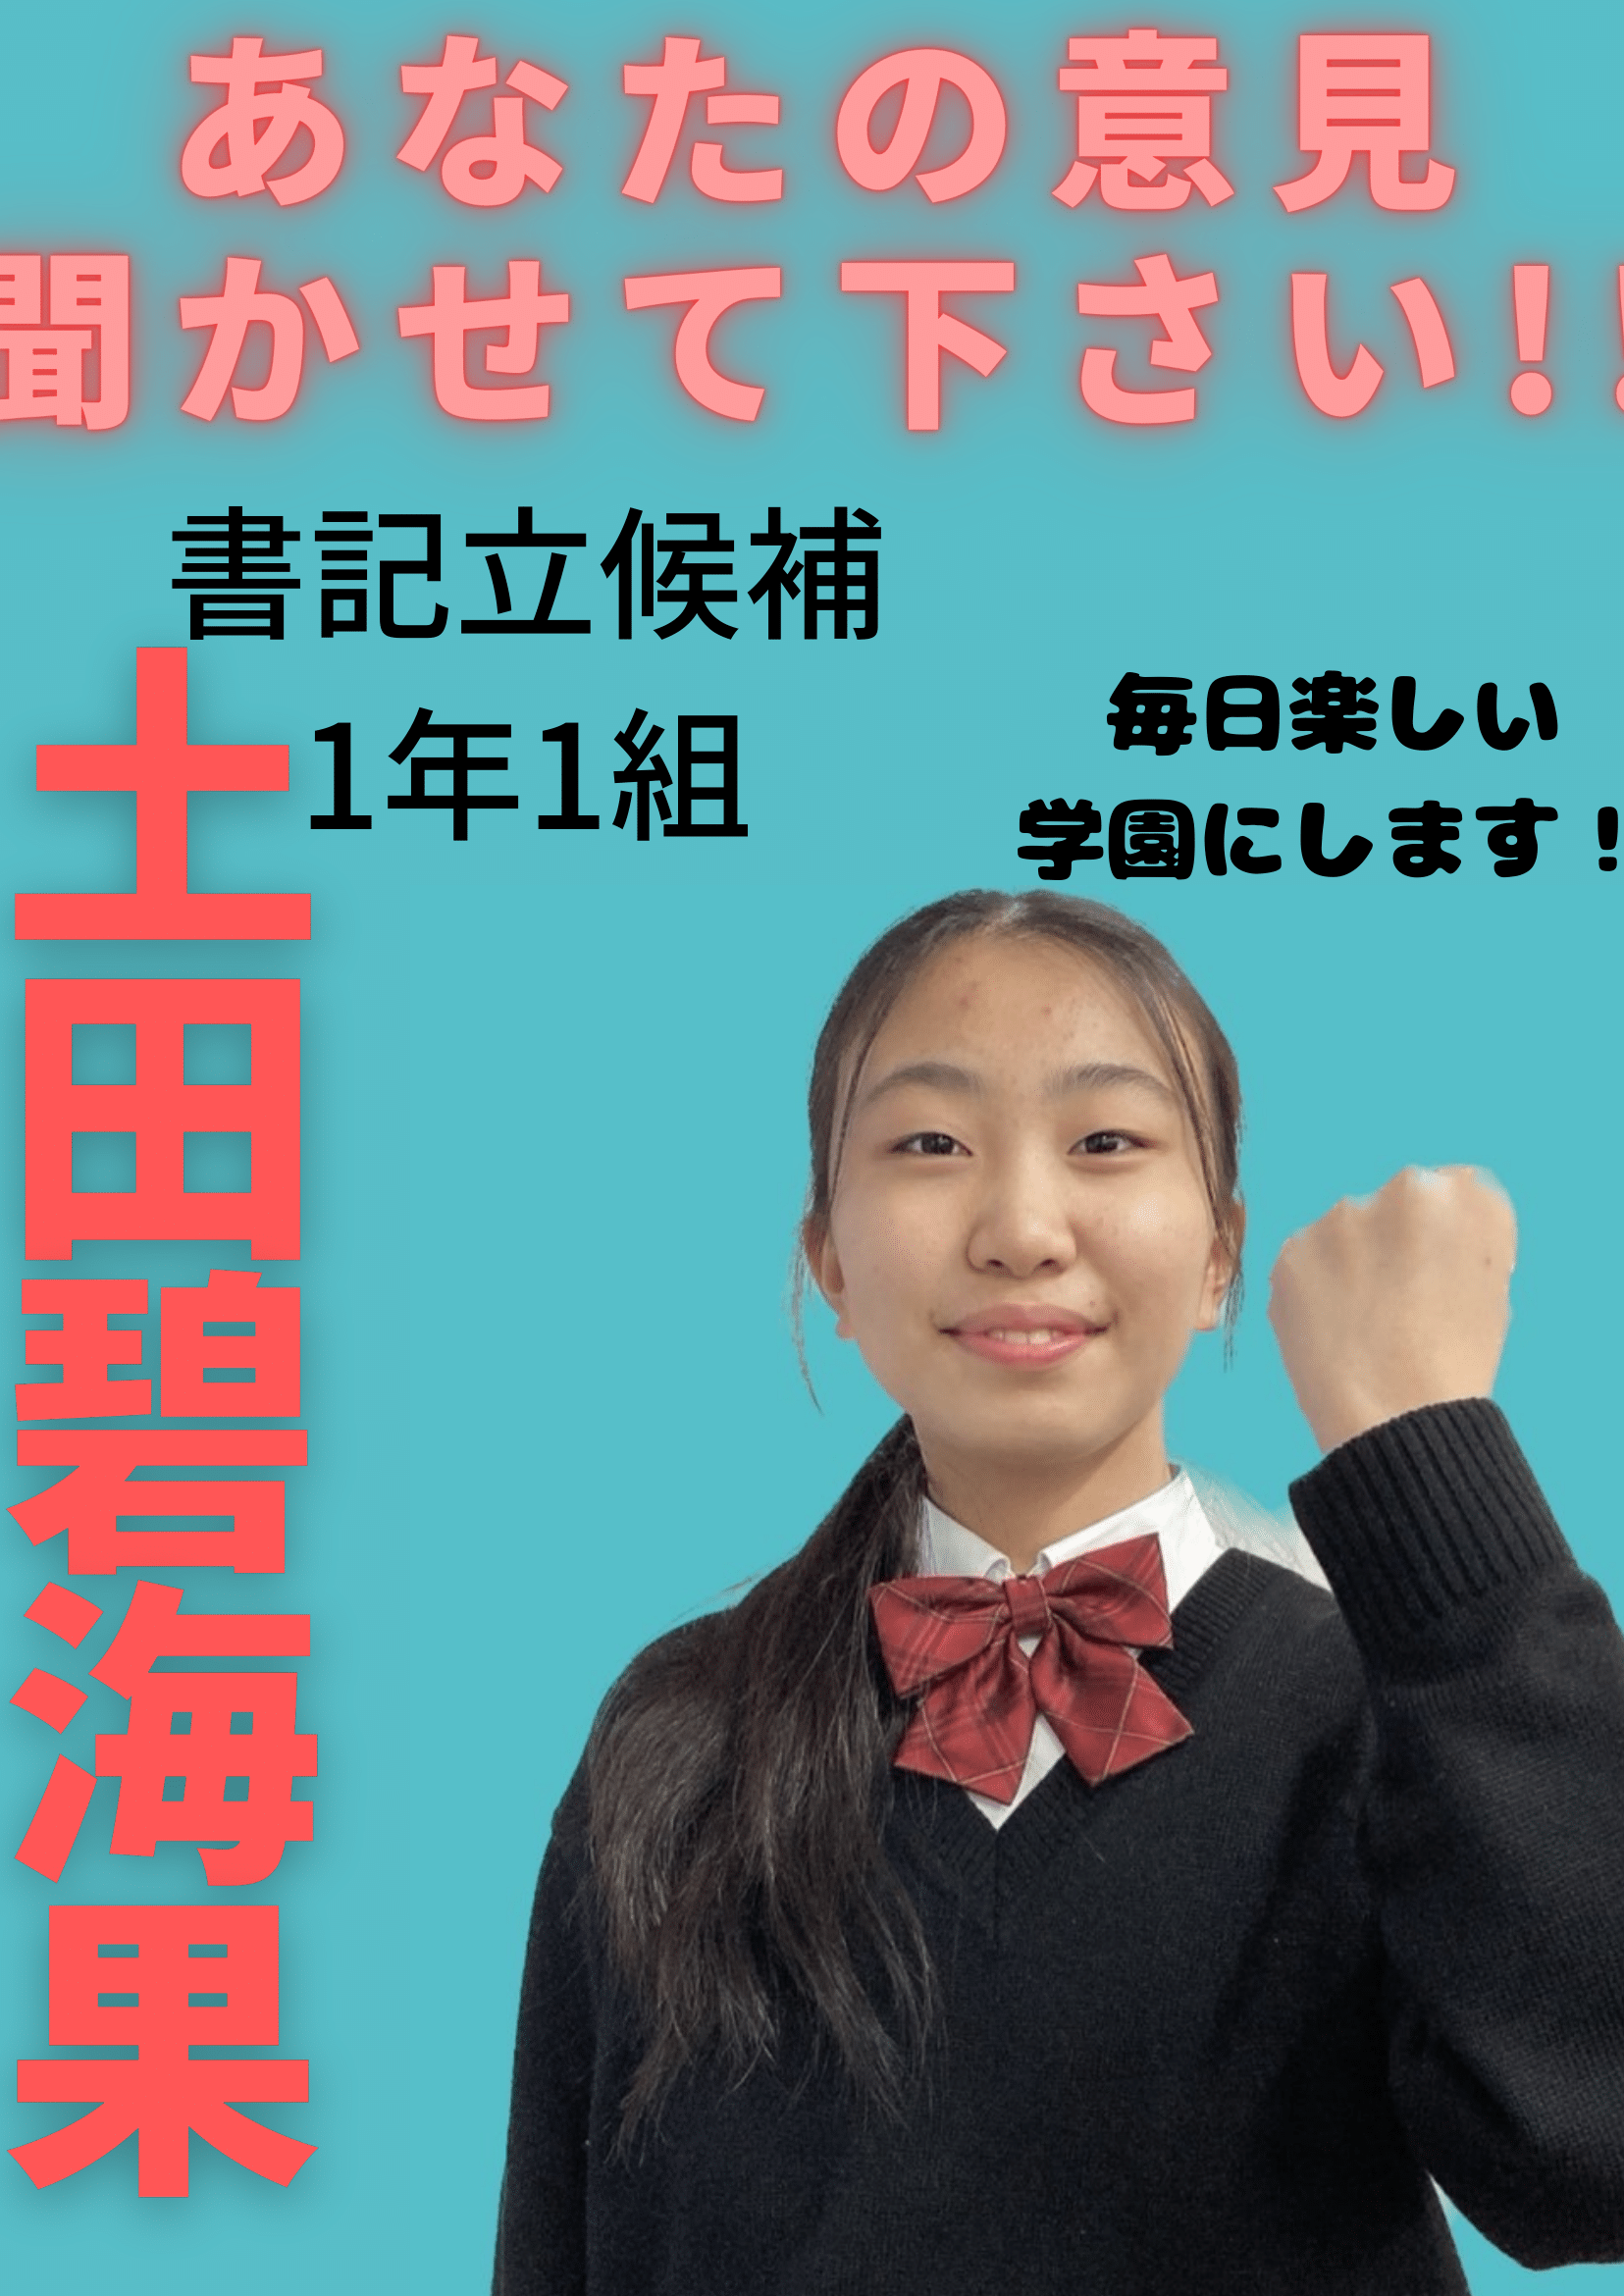 あなたの意見
聞かせて下さい!!
書記立候補
1年1組
毎日楽しい
学園にします！
土田碧海果